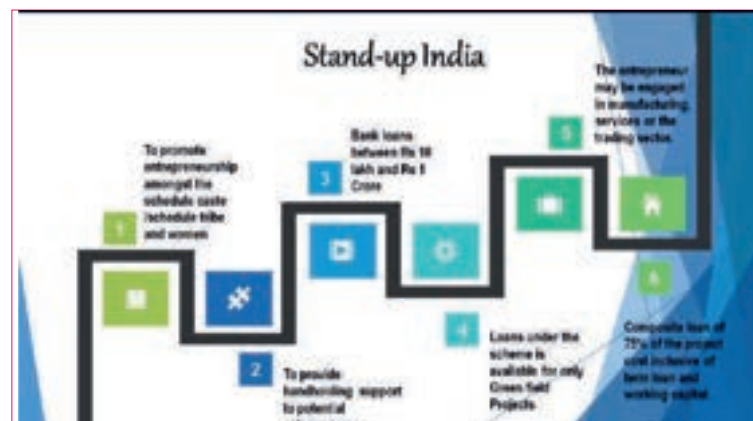 Stand-up India
1
To promote
entrepreneurship
amongst the
schedule caste
/schedule tribe
and women
2
To provide
handholding support
to potential
3
Bank loans
between Rs 10
lakh and Rs 1
Crore
4
Loans under the
scheme is
available for only
Green field
Projects
5
The entrepreneur
may be engaged
in manufacturing,
services or the
trading sector.
6
Composite loan of
75% of the project
cost inclusive of
term loan and
working capital.